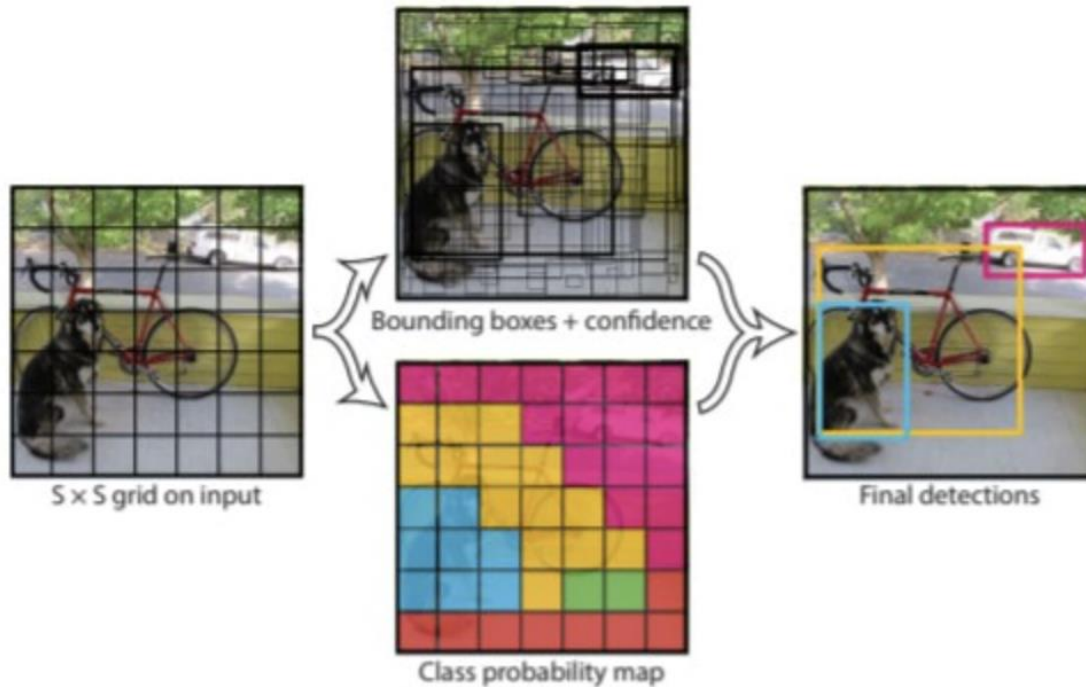 Bounding boxes + confidence
S × S grid on input
Final detections
Class probability map